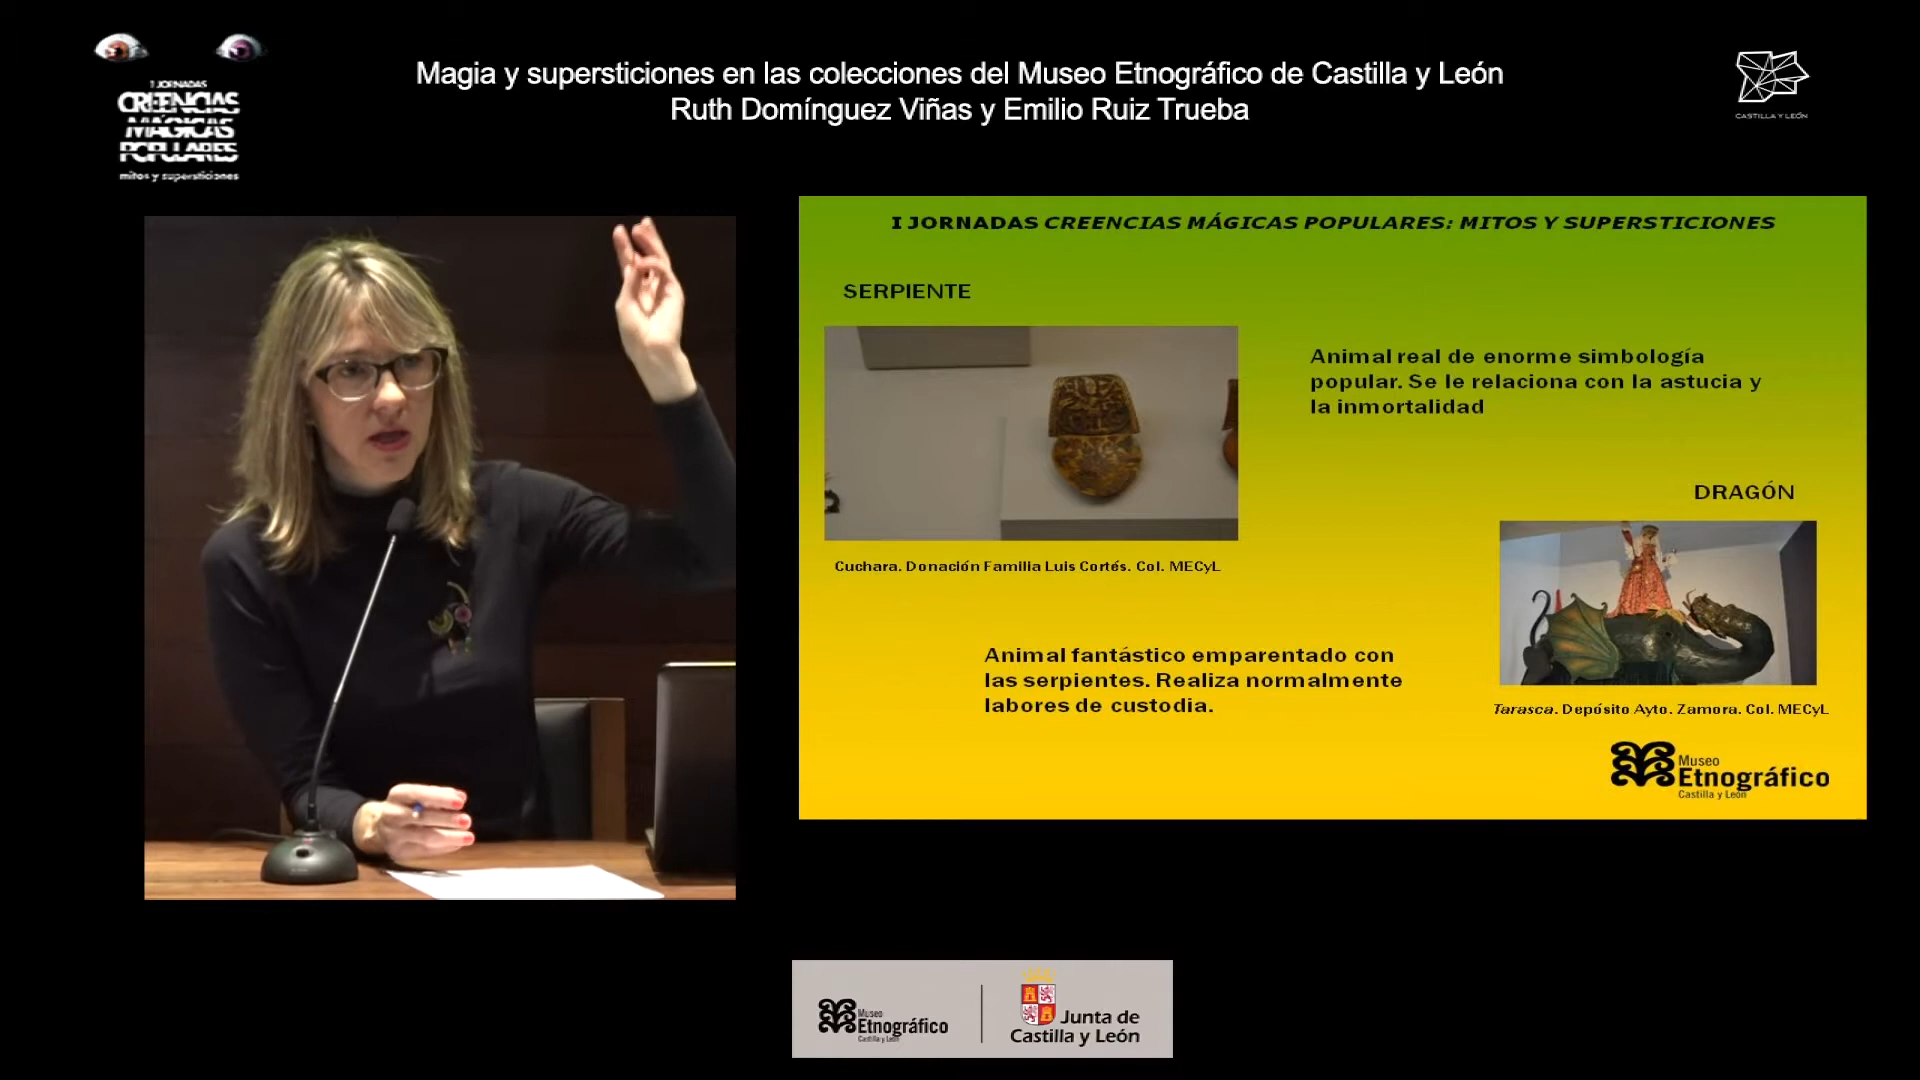 I JORNADAS
CREENCIAS
MÁGICAS
POPULARES
mitos y supersticiones
Magia y supersticiones en las colecciones del Museo Etnográfico de Castilla y León
Ruth Domínguez Viñas y Emilio Ruiz Trueba
CASTILLA Y LEÓN
I JORNADAS CREENCIAS MÁGICAS POPULARES: MITOS Y SUPERSTICIONES
SERPIENTE
Animal real de enorme simbología
popular. Se le relaciona con la astucia y
la inmortalidad
Cuchara. Donación Familia Luis Cortés. Col. MECyL
DRAGÓN
Animal fantástico emparentado con
las serpientes. Realiza normalmente
labores de custodia.
Tarasca. Depósito Ayto. Zamora. Col. MECyL
Museo
Etnográfico
Castilla y León
Museo
Etnográfico
Castilla y León
Junta de
Castilla y León